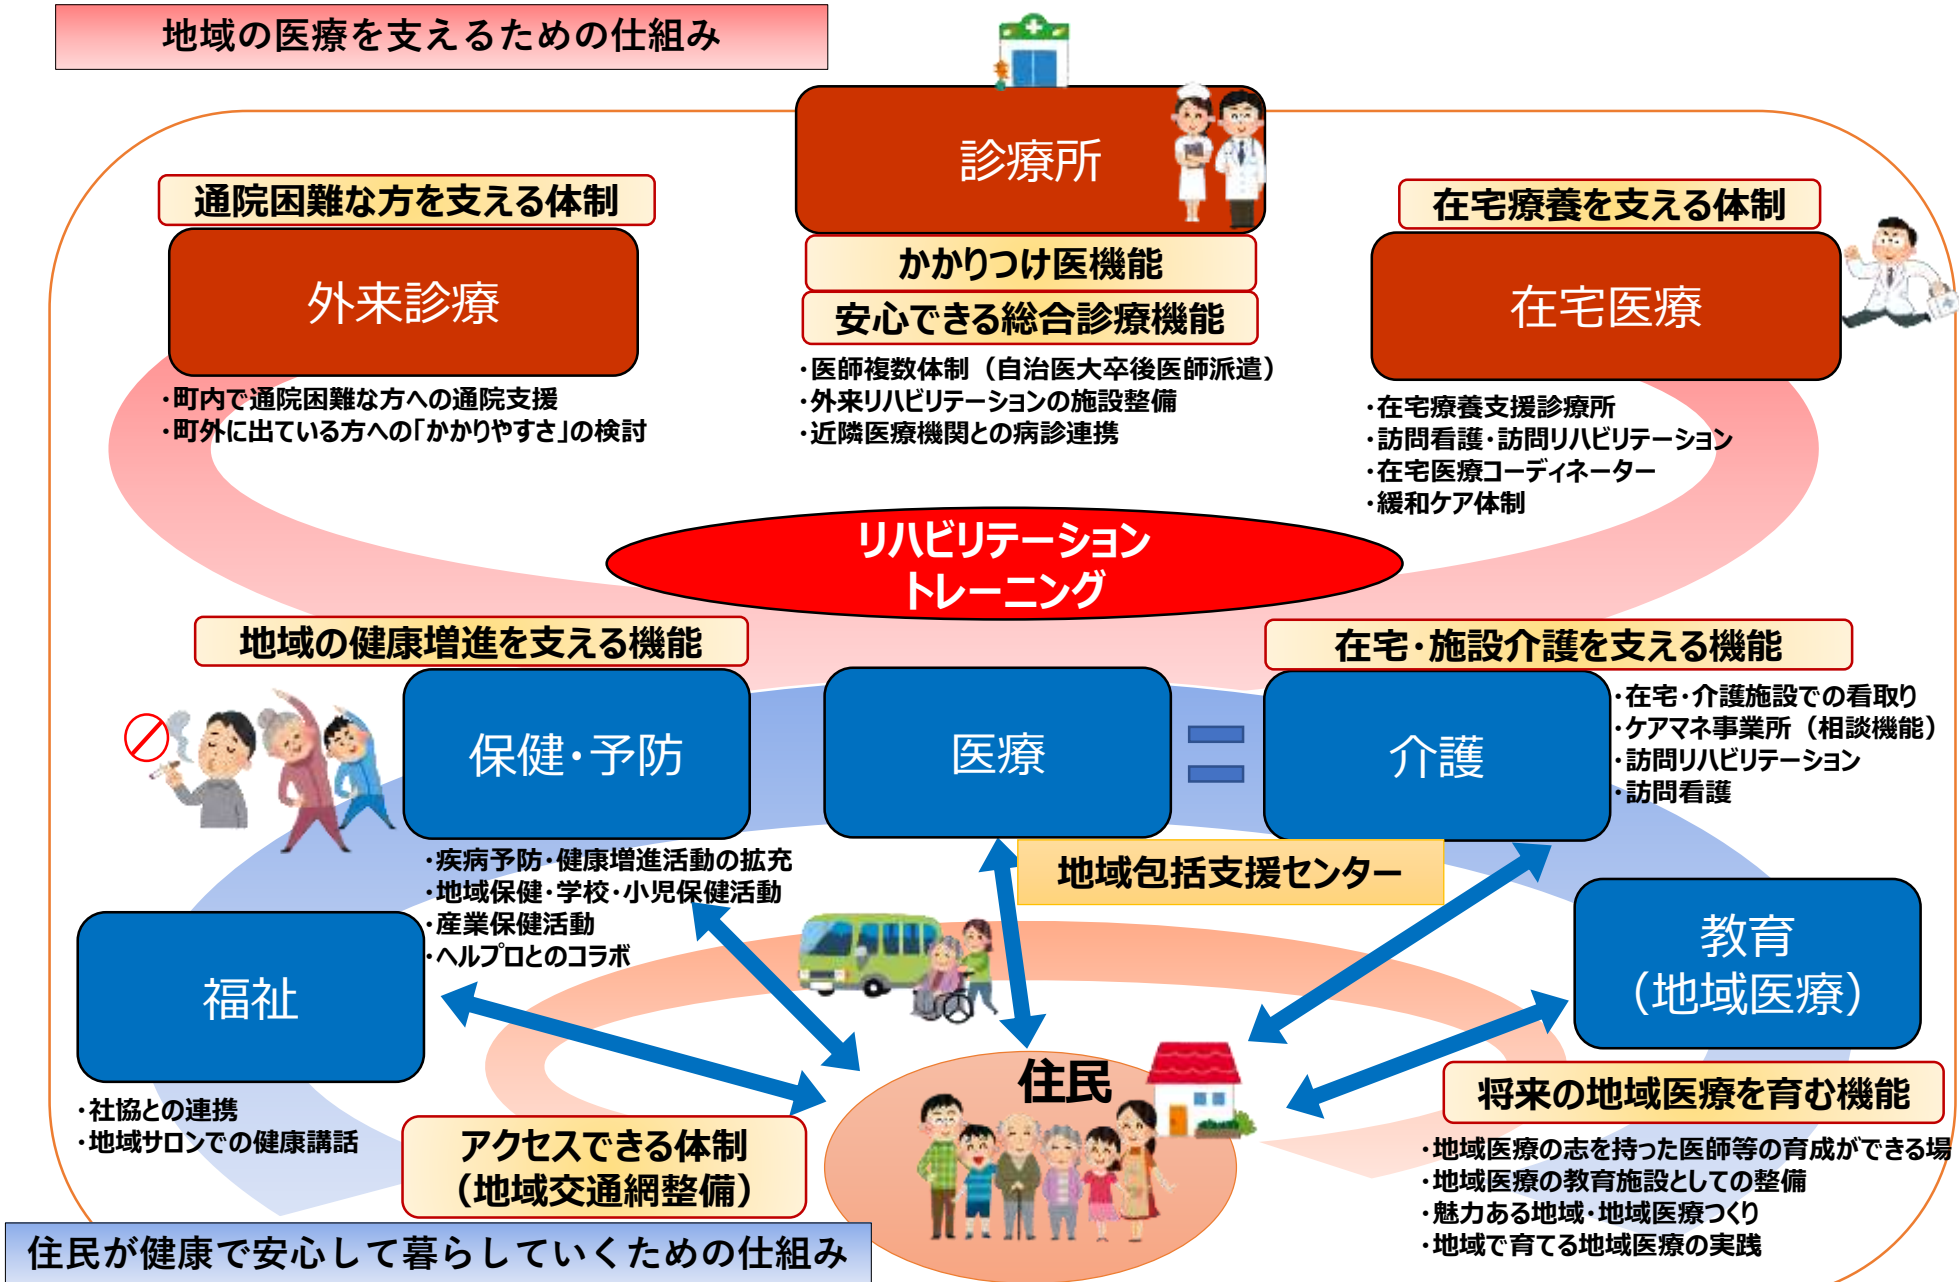 地域の医療を支えるための仕組み
診療所
通院困難な方を支える体制
外来診療
・町内で通院困難な方への通院支援
・町外に出ている方への「かかりやすさ」の検討
かかりつけ医機能
安心できる総合診療機能
・医師複数体制（自治医大卒後医師派遣）
・外来リハビリテーションの施設整備
・近隣医療機関との病診連携
在宅療養を支える体制
在宅医療
・在宅療養支援診療所
・訪問看護・訪問リハビリテーション
・在宅医療コーディネーター
・緩和ケア体制
リハビリテーション
トレーニング
地域の健康増進を支える機能
保健・予防
・疾病予防・健康増進活動の拡充
・地域保健・学校・小児保健活動
・産業保健活動
・ヘルプロとのコラボ
医療
在宅・施設介護を支える機能
介護
・在宅・介護施設での看取り
・ケアマネ事業所（相談機能）
・訪問リハビリテーション
・訪問看護
地域包括支援センター
福祉
・社協との連携
・地域サロンでの健康講話
教育
（地域医療）
将来の地域医療を育む機能
・地域医療の志を持った医師等の育成ができる場
・地域医療の教育施設としての整備
・魅力ある地域・地域医療つくり
・地域で育てる地域医療の実践
住民
アクセスできる体制
（地域交通網整備）
住民が健康で安心して暮らしていくための仕組み